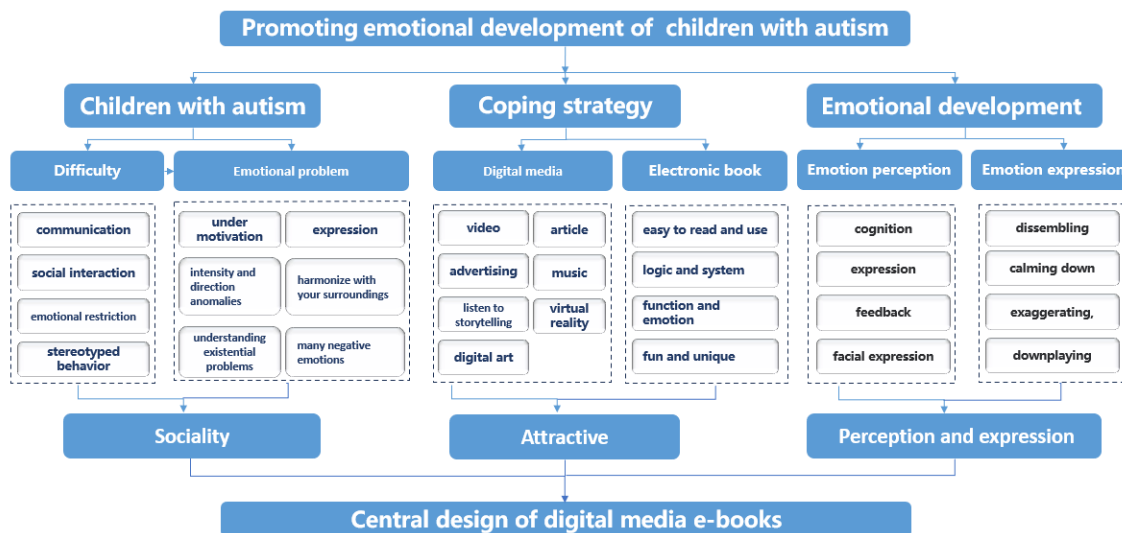 Promoting emotional development of children with autism
Children with autism
Coping strategy
Emotional development
Difficulty
Emotional problem
Digital media
Electronic book
Emotion perception
Emotion expression
communication
social interaction
emotional restriction
stereotyped
behavior
under
motivation
expression
intensity and
direction
anomalies
harmonize with
your surroundings
understanding
existential
problems
many negative
emotions
video
article
advertising
music
listen to
storytelling
virtual
reality
digital art
easy to read and use
logic and system
function and
emotion
fun and unique
cognition
expression
feedback
facial expression
dissembling
calming down
exaggerating,
downplaying
Sociality
Attractive
Perception and expression
Central design of digital media e-books